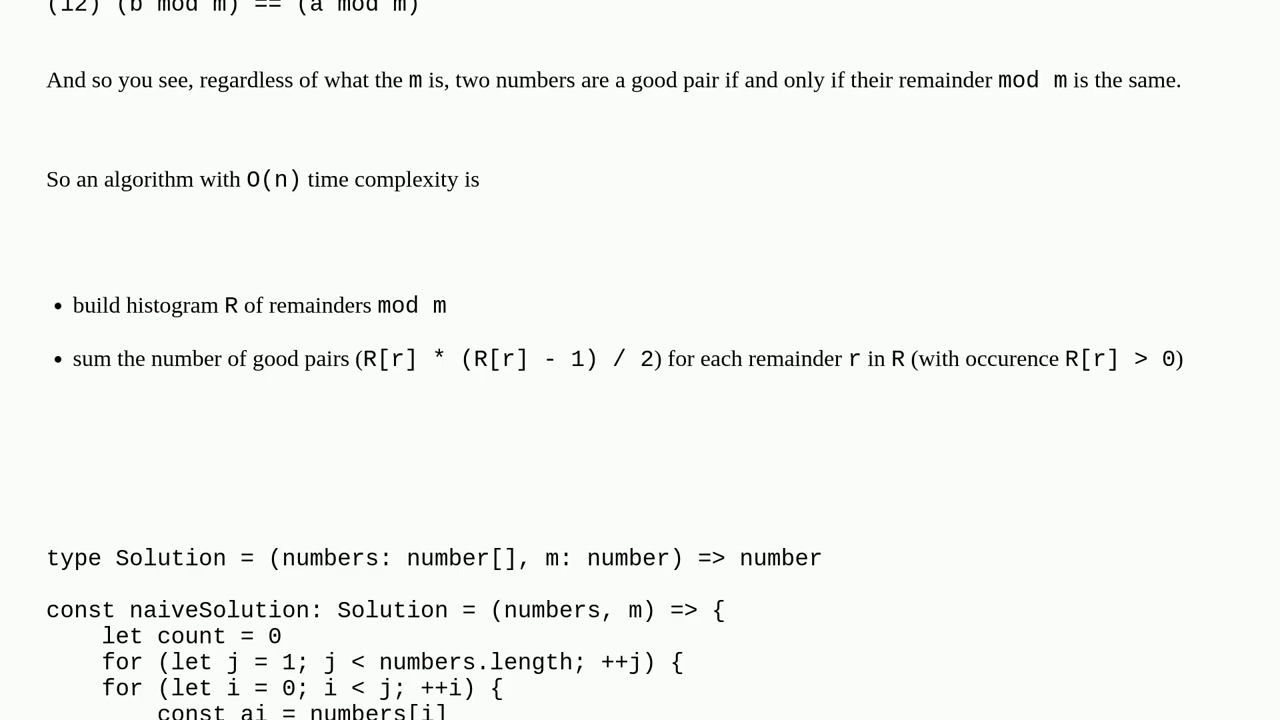 (12) (b mod m) == (a mod m)
And so you see, regardless of what the m is, two numbers are a good pair if and only if their remainder mod m is the same.
So an algorithm with O(n) time complexity is
• build histogram R of remainders mod m
• sum the number of good pairs (R[r] * (R[r] - 1) / 2) for each remainder r in R (with occurence R[r] > 0)
type Solution = (numbers: number[], m: number) => number
const naiveSolution: Solution = (numbers, m) => {
    let count = 0
    for (let j = 1; j < numbers.length; ++j) {
    for (let i = 0; i < j; ++i) {
        const ai = numbers[i]